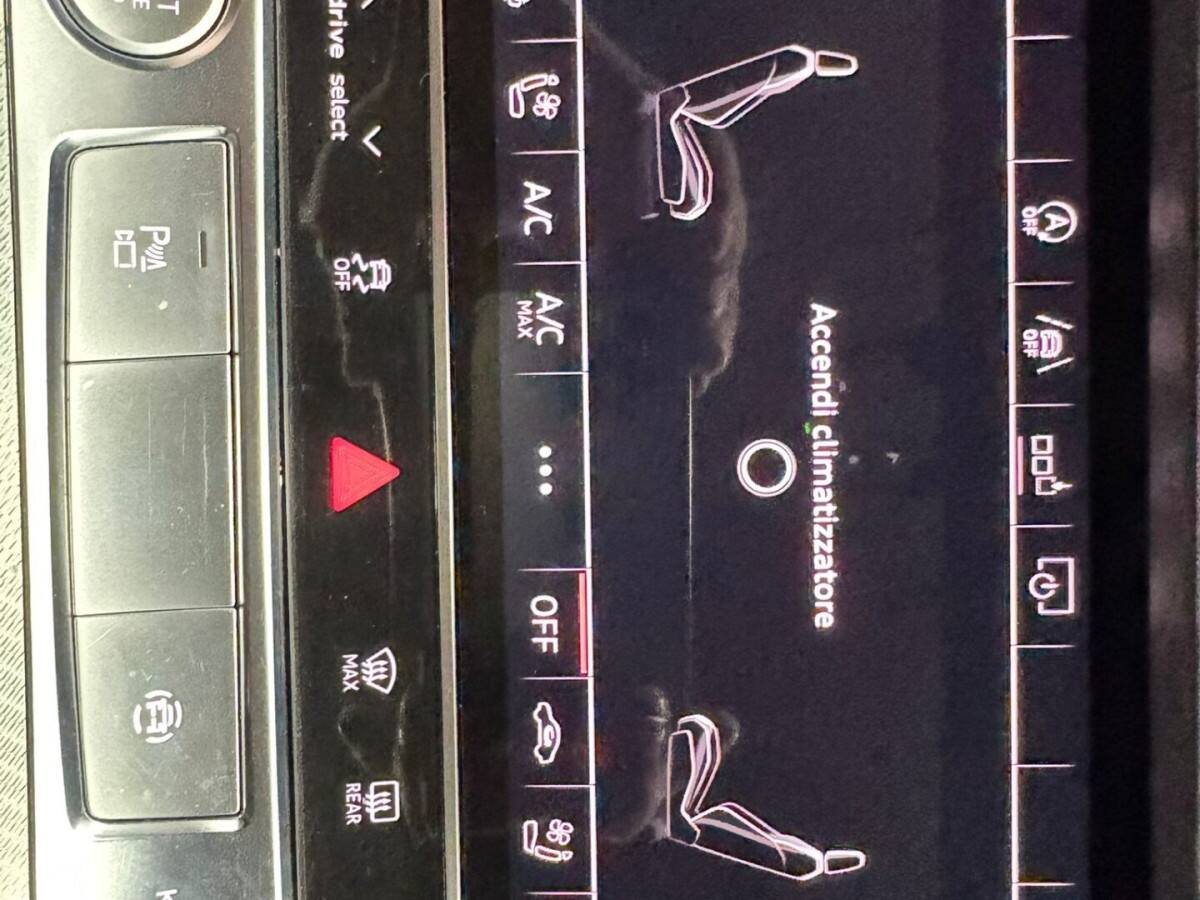 A
OFF OFF
Accendi climatizzatore
A/C A/C OFF
MAX
drive select OFF MAX REAR
P